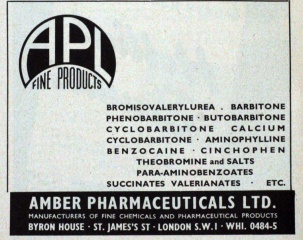 API
FINE PRODUCTS
BROMISOVALERYLUREA . BARBITONE
PHENOBARBITONE · BUTOBARBITONE
CYCLOBARBITONE CALCIUM
CYCLOBARBITONE · AMINOPHYLLINE
BENZOCAINE · CINCHOPHEN
THEOBROMINE and SALTS
PARA-AMINOBENZOATES
SUCCINATES VALERIANATES · ETC.
AMBER PHARMACEUTICALS LTD.
MANUFACTURERS OF FINE CHEMICALS AND PHARMACEUTICAL PRODUCTS
BYRON HOUSE · ST. JAMES'S ST · LONDON S.W.1 · WHI. 0484-5